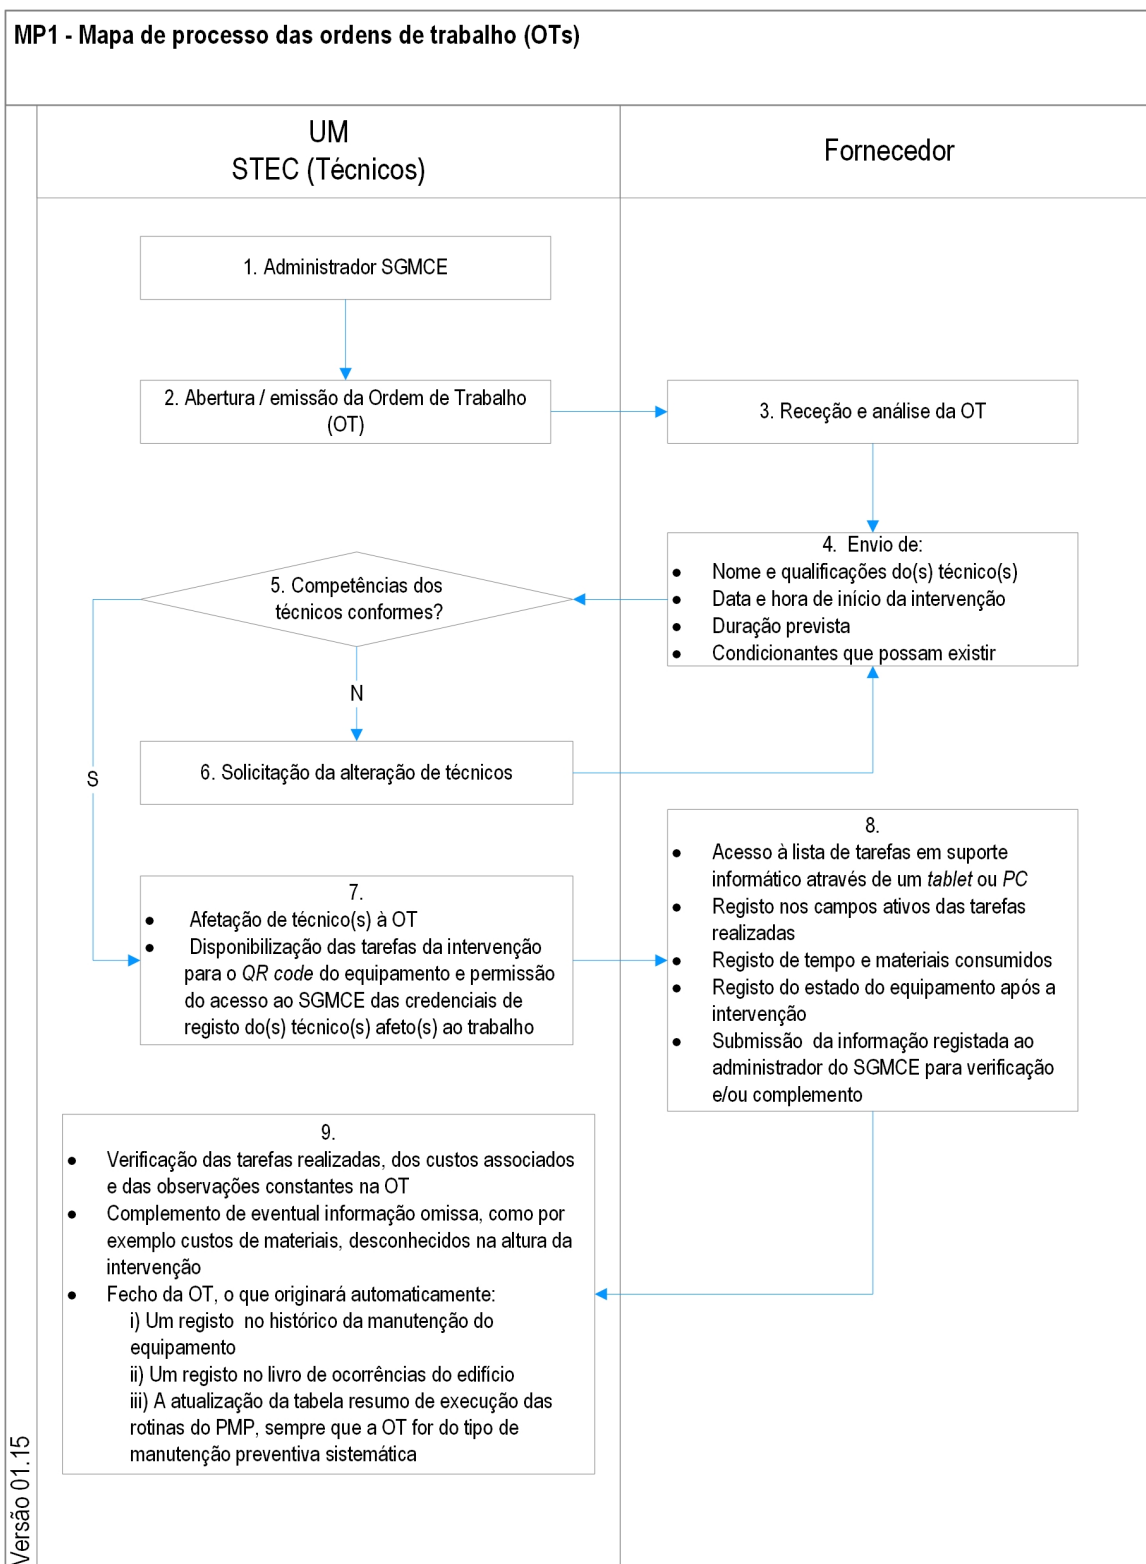 MP1 - Mapa de processo das ordens de trabalho (OTs)
UM
STEC (Técnicos)
Fornecedor
1. Administrador SGMCE
2. Abertura / emissão da Ordem de Trabalho
(OT)
3. Receção e análise da OT
4.  Envio de:
● Nome e qualificações do(s) técnico(s)
● Data e hora de início da intervenção
● Duração prevista
● Condicionantes que possam existir
5. Competências dos
técnicos conformes?
N
S
6. Solicitação da alteração de técnicos
7.
● Afetação de técnico(s) à OT
● Disponibilização das tarefas da intervenção
para o QR code do equipamento e permissão
do acesso ao SGMCE das credenciais de
registo do(s) técnico(s) afeto(s) ao trabalho
8.
● Acesso à lista de tarefas em suporte
informático através de um tablet ou PC
● Registo nos campos ativos das tarefas
realizadas
● Registo de tempo e materiais consumidos
● Registo do estado do equipamento após a
intervenção
● Submissão  da informação registada ao
administrador do SGMCE para verificação
e/ou complemento
9.
● Verificação das tarefas realizadas, dos custos associados
e das observações constantes na OT
● Complemento de eventual informação omissa, como por
exemplo custos de materiais, desconhecidos na altura da
intervenção
● Fecho da OT, o que originará automaticamente:
i) Um registo  no histórico da manutenção do
equipamento
ii) Um registo no livro de ocorrências do edifício
iii) A atualização da tabela resumo de execução das
rotinas do PMP, sempre que a OT for do tipo de
manutenção preventiva sistemática
Versão 01.15